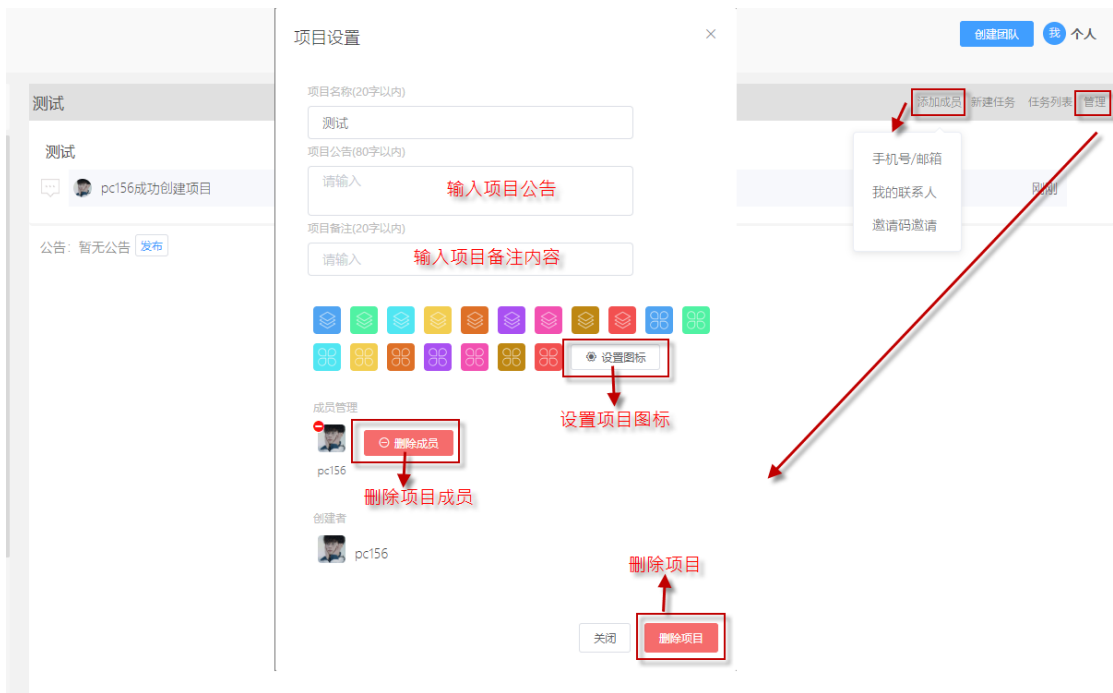 项目设置
创建团队
我 个人
测试
添加成员 新建任务 任务列表 管理
项目名称(20字以内)
测试
测试
项目公告(80字以内)
手机号/邮箱
请输入 输入项目公告
pc156成功创建项目
我的联系人
刚刚
邀请码邀请
项目备注(20字以内)
公告: 暂无公告 发布
请输入 输入项目备注内容
设置图标
设置项目图标
成员管理
删除成员
pc156
删除项目成员
创建者
pc156
删除项目
关闭
删除项目